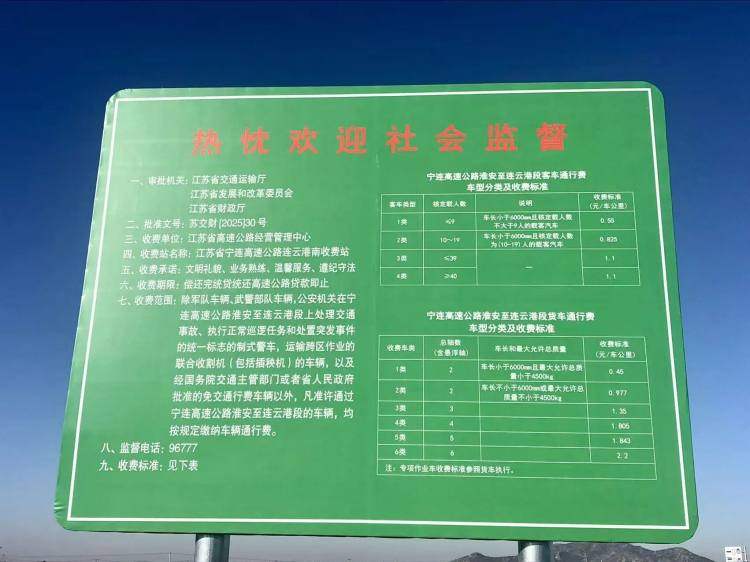 热忱欢迎社会监督
一、审批机关：江苏省交通运输厅
江苏省发展和改革委员会
江苏省财政厅
二、批准文号：苏交财[2025]30号
三、收费单位：江苏省高速公路经营管理中心
四、收费站名称：江苏省宁连高速公路连云港南收费站
五、收费承诺：文明礼貌、业务熟练、温馨服务、遵纪守法
六、收费期限：偿还完统贷统还高速公路贷款即止
七、收费范围：除军队车辆、武警部队车辆，公安机关在宁
连高速公路淮安至连云港段上处理交通
事故、执行正常巡逻任务和处置突发事件
的统一标志的制式警车，运输跨区作业的
联合收割机（包括插秧机）的车辆，以及
经国务院交通主管部门或者省人民政府
批准的免交通行费车辆以外，凡准许通过
宁连高速公路淮安至连云港段的车辆，均
按规定缴纳车辆通行费。
八、监督电话：96777
九、收费标准：见下表
宁连高速公路淮安至连云港段客车通行费
车型分类及收费标准
客车类型 核定载人数 说明 收费标准
（元/车公里）
1类 ≤9 车长小于6000mm且核定载人数
不大于9人的载客汽车 0.55
2类 10～19 车长小于6000mm且核定载人数
为(10-19)人的载客汽车 0.825
3类 ≤39 — 1.1
4类 ≥40 1.1
宁连高速公路淮安至连云港段货车通行费
车型分类及收费标准
收费车类 总轴数
（含悬浮轴） 车长和最大允许总质量 收费标准
（元/车公里）
1类 2 车长小于6000mm且最大允许总质
量小于4500kg 0.45
2类 2 车长不小于6000mm或最大允许总
质量不小于4500kg 0.977
3类 3 1.35
4类 4 1.805
5类 5 1.843
6类 6 2.2
注：专项作业车收费标准参照货车执行。